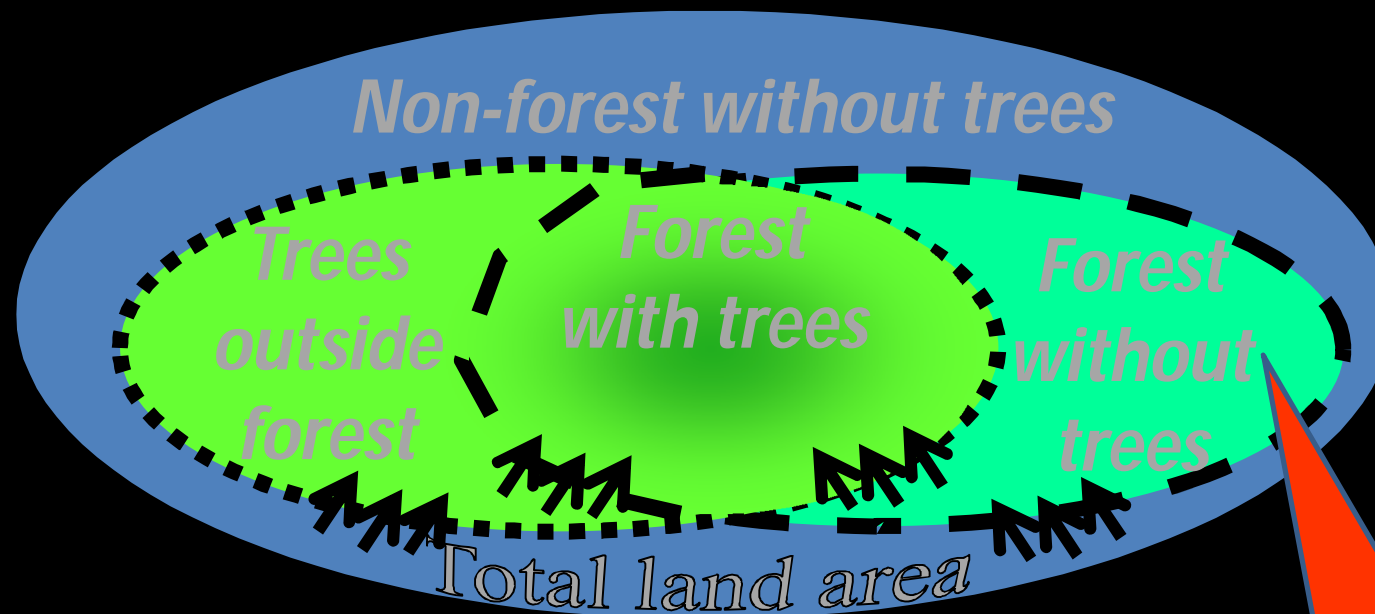 Non-forest without trees
Trees
outside
forest
Forest
with trees
Forest
without
trees
Total land area